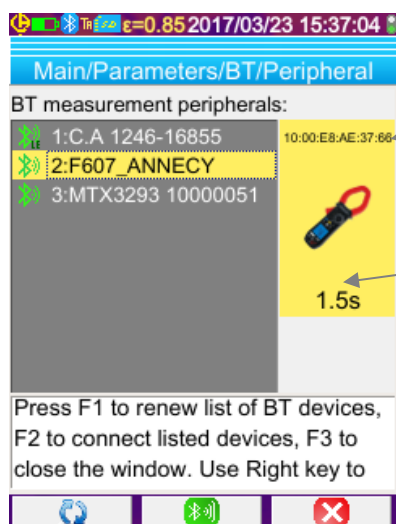 ε=0.85 2017/03/23 15:37:04
Main/Parameters/BT/Peripheral
BT measurement peripherals:
1:C.A 1246-16855
10:00:E8:AE:37:664
2:F607_ANNECY
3:MTX3293 10000051
1.5s
Press F1 to renew list of BT devices,
F2 to connect listed devices, F3 to
close the window. Use Right key to